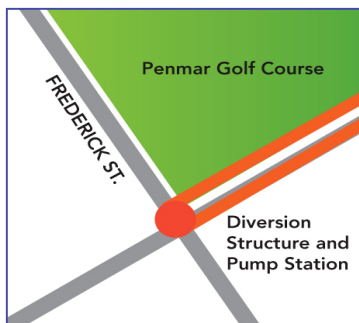 Penmar Golf Course
FREDERICK ST.
Diversion
Structure and
Pump Station